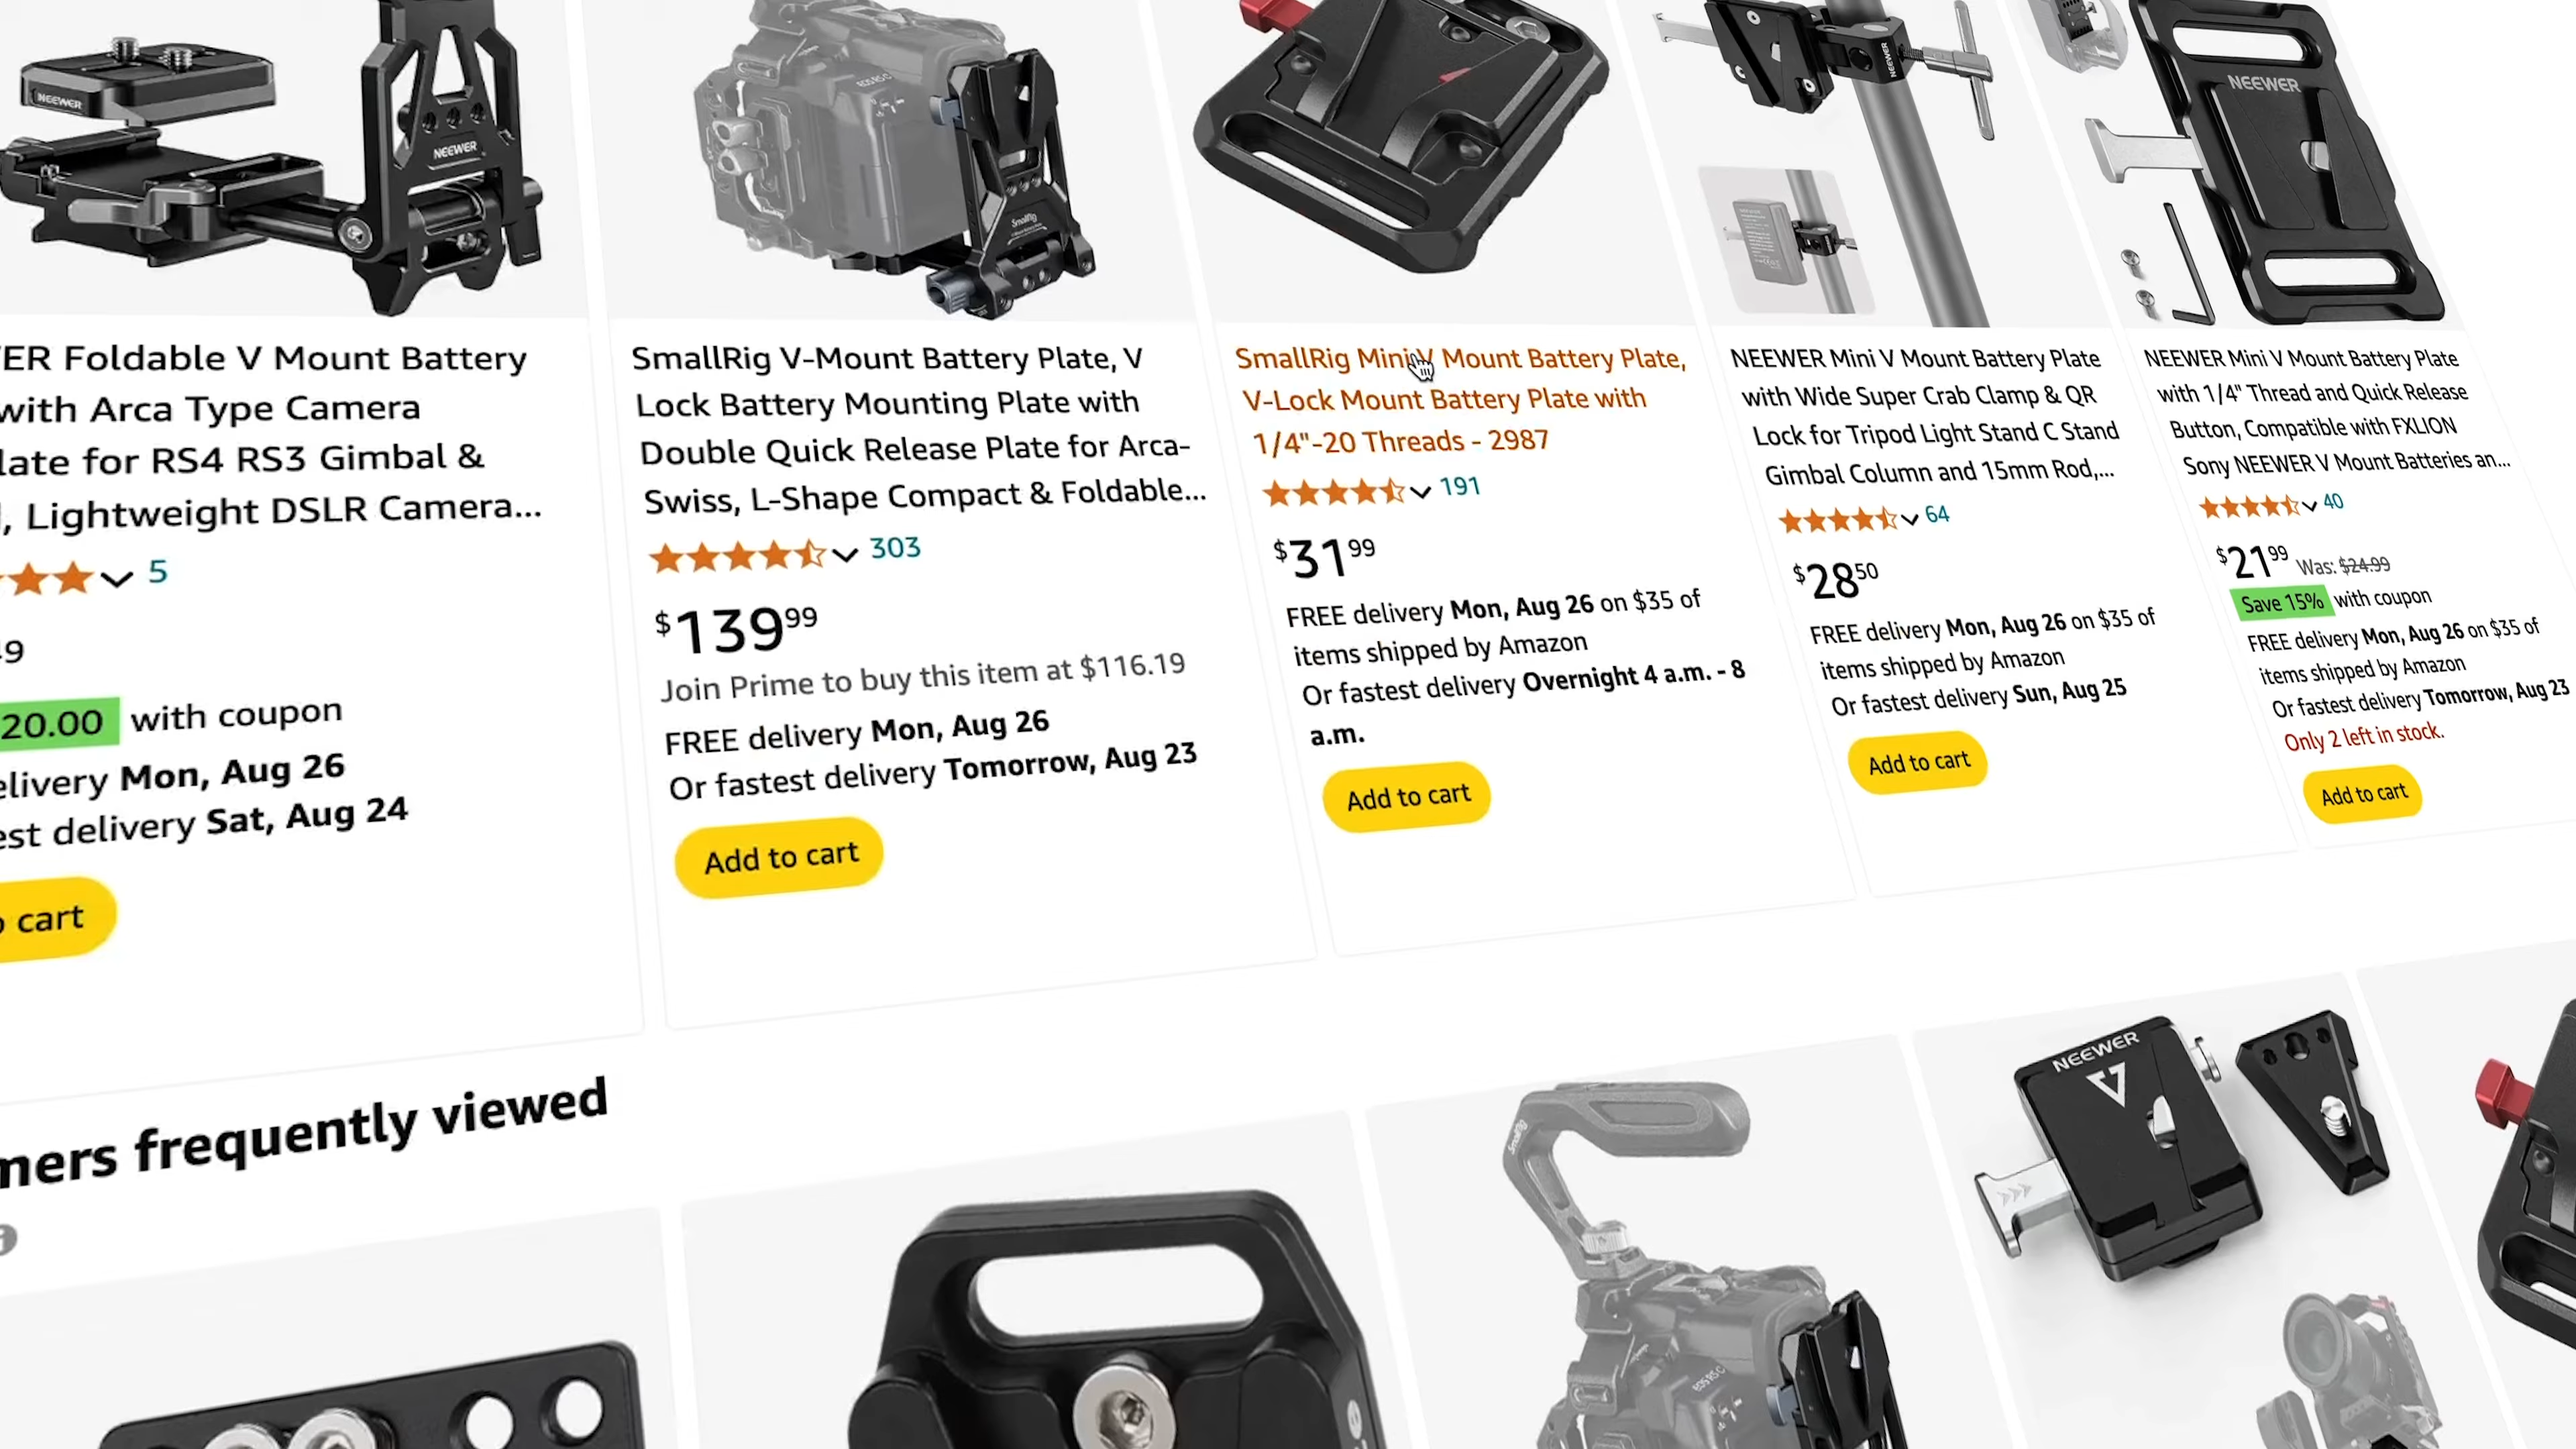 NEEWER
NEEWER
SmallRig
NEEWER
NEEWER
ER Foldable V Mount Battery
with Arca Type Camera
late for RS4 RS3 Gimbal &
, Lightweight DSLR Camera...
5
9
20.00 with coupon
elivery Mon, Aug 26
est delivery Sat, Aug 24
cart
SmallRig V-Mount Battery Plate, V
Lock Battery Mounting Plate with
Double Quick Release Plate for Arca-
Swiss, L-Shape Compact & Foldable...
303
$139.99
Join Prime to buy this item at $116.19
FREE delivery Mon, Aug 26
Or fastest delivery Tomorrow, Aug 23
Add to cart
SmallRig Mini V Mount Battery Plate,
V-Lock Mount Battery Plate with
1/4"-20 Threads - 2987
191
$31.99
FREE delivery Mon, Aug 26 on $35 of
items shipped by Amazon
Or fastest delivery Overnight 4 a.m. - 8
a.m.
Add to cart
NEEWER Mini V Mount Battery Plate
with Wide Super Crab Clamp & QR
Lock for Tripod Light Stand C Stand
Gimbal Column and 15mm Rod,...
64
$28.50
FREE delivery Mon, Aug 26 on $35 of
items shipped by Amazon
Or fastest delivery Sun, Aug 25
Add to cart
NEEWER Mini V Mount Battery Plate
with 1/4" Thread and Quick Release
Button, Compatible with FXLION
Sony NEEWER V Mount Batteries an...
40
$21.99 Was: $24.99
Save 15% with coupon
FREE delivery Mon, Aug 26 on $35 of
items shipped by Amazon
Or fastest delivery Tomorrow, Aug 23
Only 2 left in stock.
Add to cart
mers frequently viewed
SmallRig
NEEWER